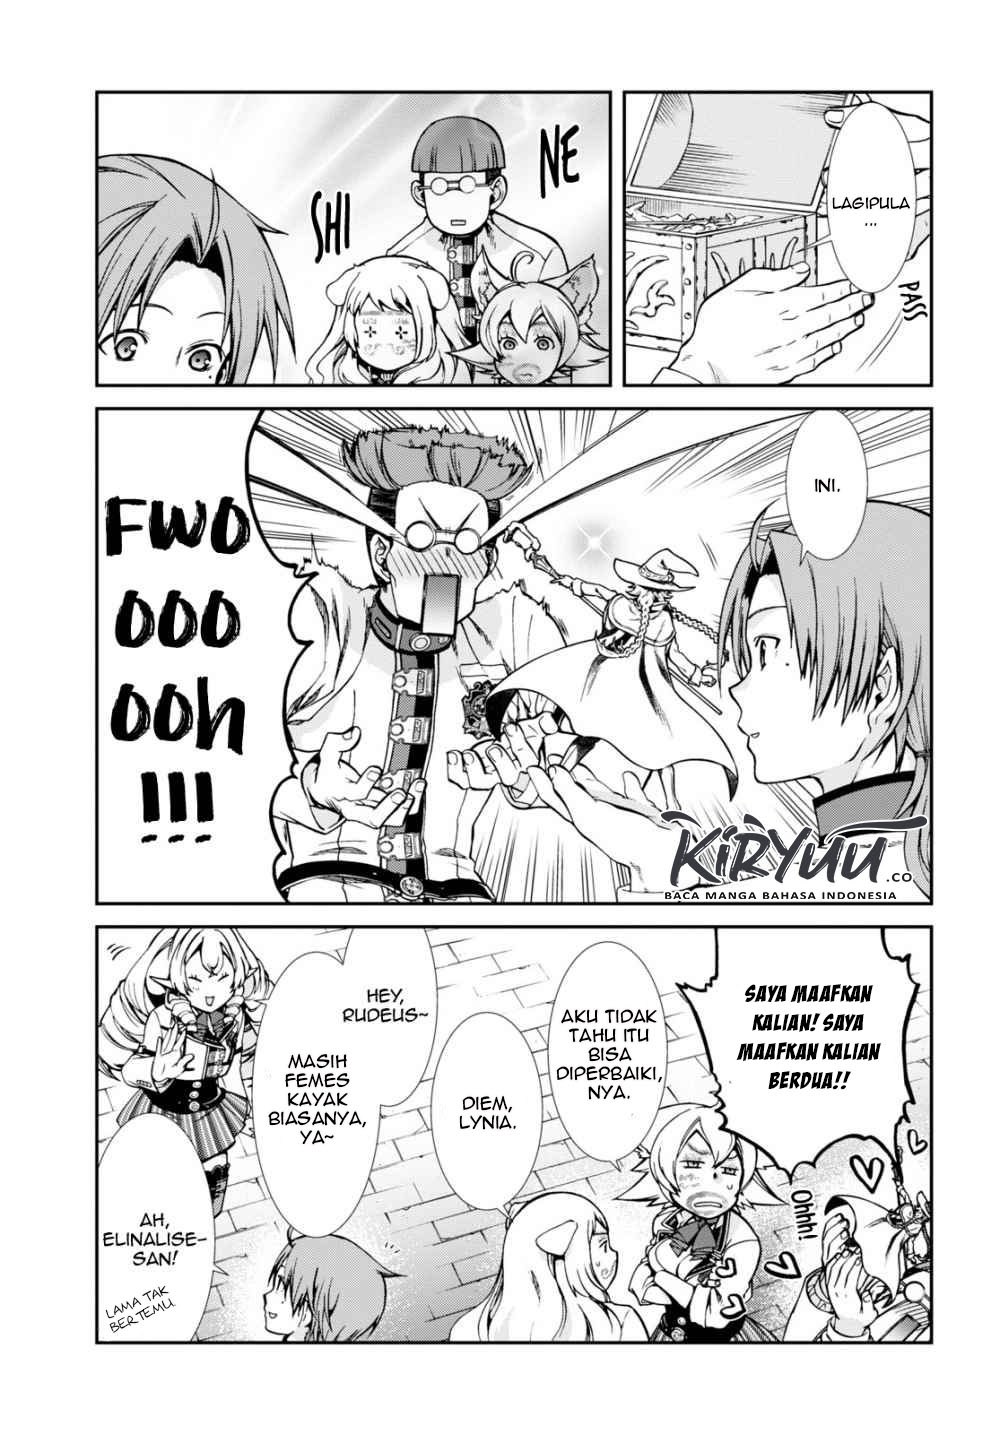 LAGIPULA
...
PASS
NE
SHI
INI.
FWO
OOO
OOh
!!!
KiRYUU.CO
BACA MANGA BAHASA INDONESIA
SAYA MAAFKAN
KALIAN! SAYA
MAAFKAN KALIAN
BERDUA!!
Ohhh!
AKU TIDAK
TAHU ITU
BISA
DIPERBAIKI,
NYA.
DIEM,
LYNIA.
HEY,
RUDEUS~
MASIH
FEMES
KAYAK
BIASANYA,
YA~
AH,
ELINALISE-
SAN!
LAMA TAK
BERTEMU.